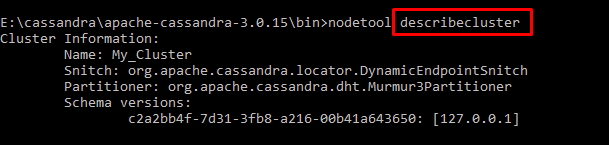 E:\cassandra\apache-cassandra-3.0.15\bin>nodetool describecluster
Cluster Information:
Name: My_Cluster
Snitch: org.apache.cassandra.locator.DynamicEndpointSnitch
Partitioner: org.apache.cassandra.dht.Murmur3Partitioner
Schema versions:
c2a2bb4f-7d31-3fb8-a216-00b41a643650: [127.0.0.1]